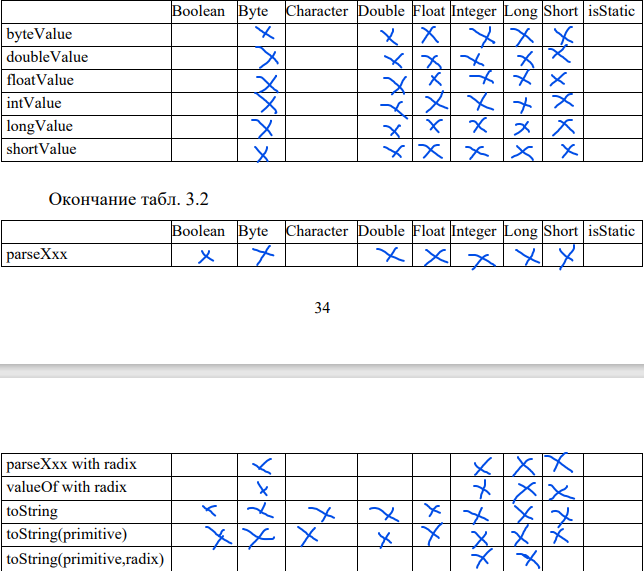 Boolean Byte Character Double Float Integer Long Short isStatic
byteValue x x x x x x
doubleValue x x x x x x
floatValue x x x x x x
intValue x x x x x x
longValue x x x x x x
shortValue x x x x x x
Окончание табл. 3.2
Boolean Byte Character Double Float Integer Long Short isStatic
parseXxx x x x x x x x
34
parseXxx with radix x x x x
valueOf with radix x x x x
toString x x x x x x x x
toString(primitive) x x x x x x x x
toString(primitive,radix) x x